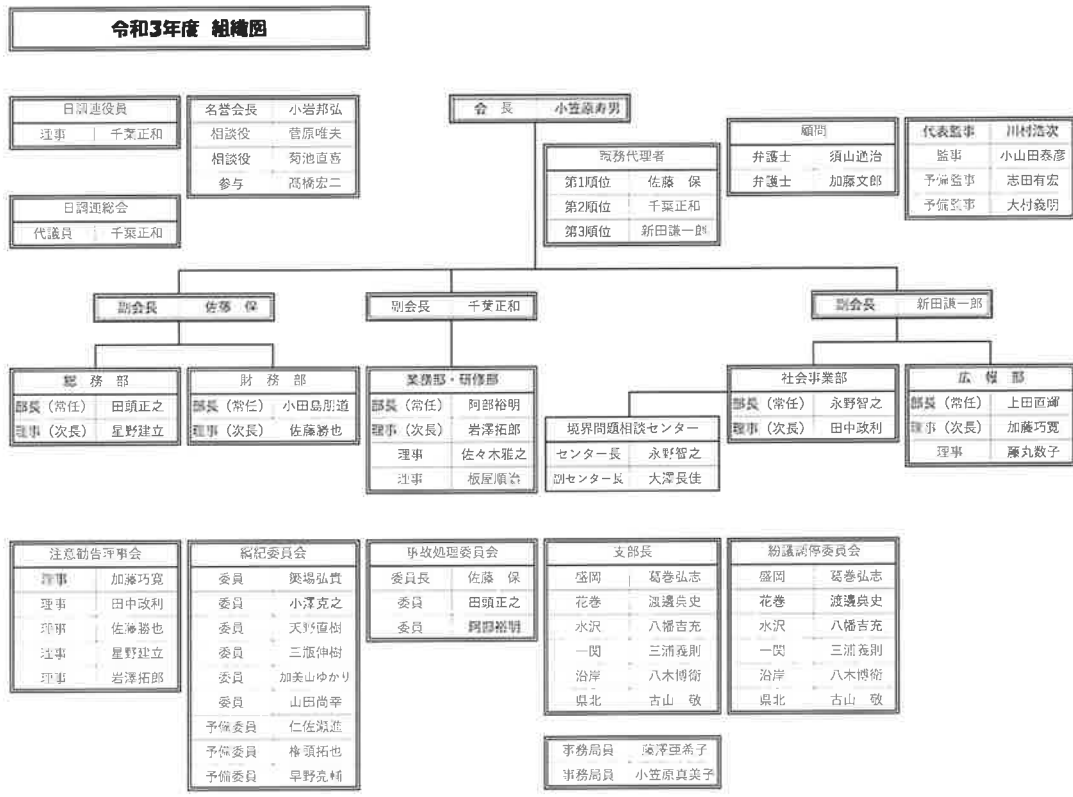 令和3年度 組織図
日調連役員
理事 千葉正和
日調連総会
代議員 千葉正和
名誉会長 小岩邦弘
相談役 菅原唯夫
相談役 菊池直喜
参与 髙橋宏二
会 長 小笠原寿男
職務代理者
第1順位 佐藤 保
第2順位 千葉正和
第3順位 新田謙一郎
顧問
弁護士 須山通治
弁護士 加藤文郎
代表監事 川村浩次
監事 小山田泰彦
予備監事 志田有宏
予備監事 大村義明
副会長 佐藤 保
副会長 千葉正和
副会長 新田謙一郎
総 務 部
部長（常任） 田頭正之
理事（次長） 星野建立
財 務 部
部長（常任） 小田島朋道
理事（次長） 佐藤勝也
業務部・研修部
部長（常任） 阿部裕明
理事（次長） 岩澤拓郎
理事 佐々木雅之
理事 板屋順治
境界問題相談センター
センター長 永野智之
副センター長 大澤長佳
社会事業部
部長（常任） 永野智之
理事（次長） 田中政利
広 報 部
部長（常任） 上田直輝
理事（次長） 加藤巧寛
理事 藤丸数子
注意勧告理事会
理事 加藤巧寛
理事 田中政利
理事 佐藤勝也
理事 星野建立
理事 岩澤拓郎
綱紀委員会
委員 簗場弘貴
委員 小澤克之
委員 天野直樹
委員 三瓶伸樹
委員 加美山ゆかり
委員 山田尚幸
予備委員 仁佐瀬進
予備委員 権頭拓也
予備委員 早野亮輔
事故処理委員会
委員長 佐藤 保
委員 田頭正之
委員 阿部裕明
支部長
盛岡 葛巻弘志
花巻 渡邊典史
水沢 八幡吉充
一関 三浦義則
沿岸 八木博衛
県北 古山 敬
紛議調停委員会
盛岡 葛巻弘志
花巻 渡邊典史
水沢 八幡吉充
一関 三浦義則
沿岸 八木博衛
県北 古山 敬
事務局員 藤澤亜希子
事務局員 小笠原真美子